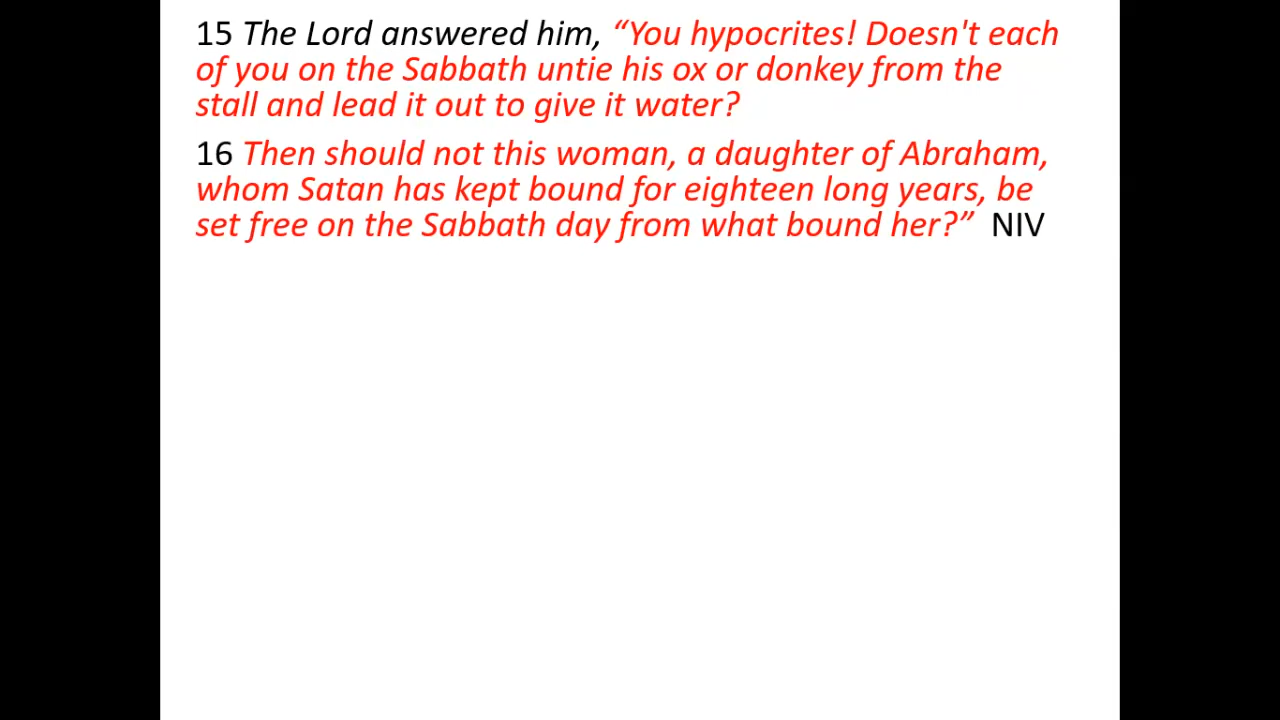 15 The Lord answered him, “You hypocrites! Doesn't each
of you on the Sabbath untie his ox or donkey from the
stall and lead it out to give it water?
16 Then should not this woman, a daughter of Abraham,
whom Satan has kept bound for eighteen long years, be
set free on the Sabbath day from what bound her?” NIV